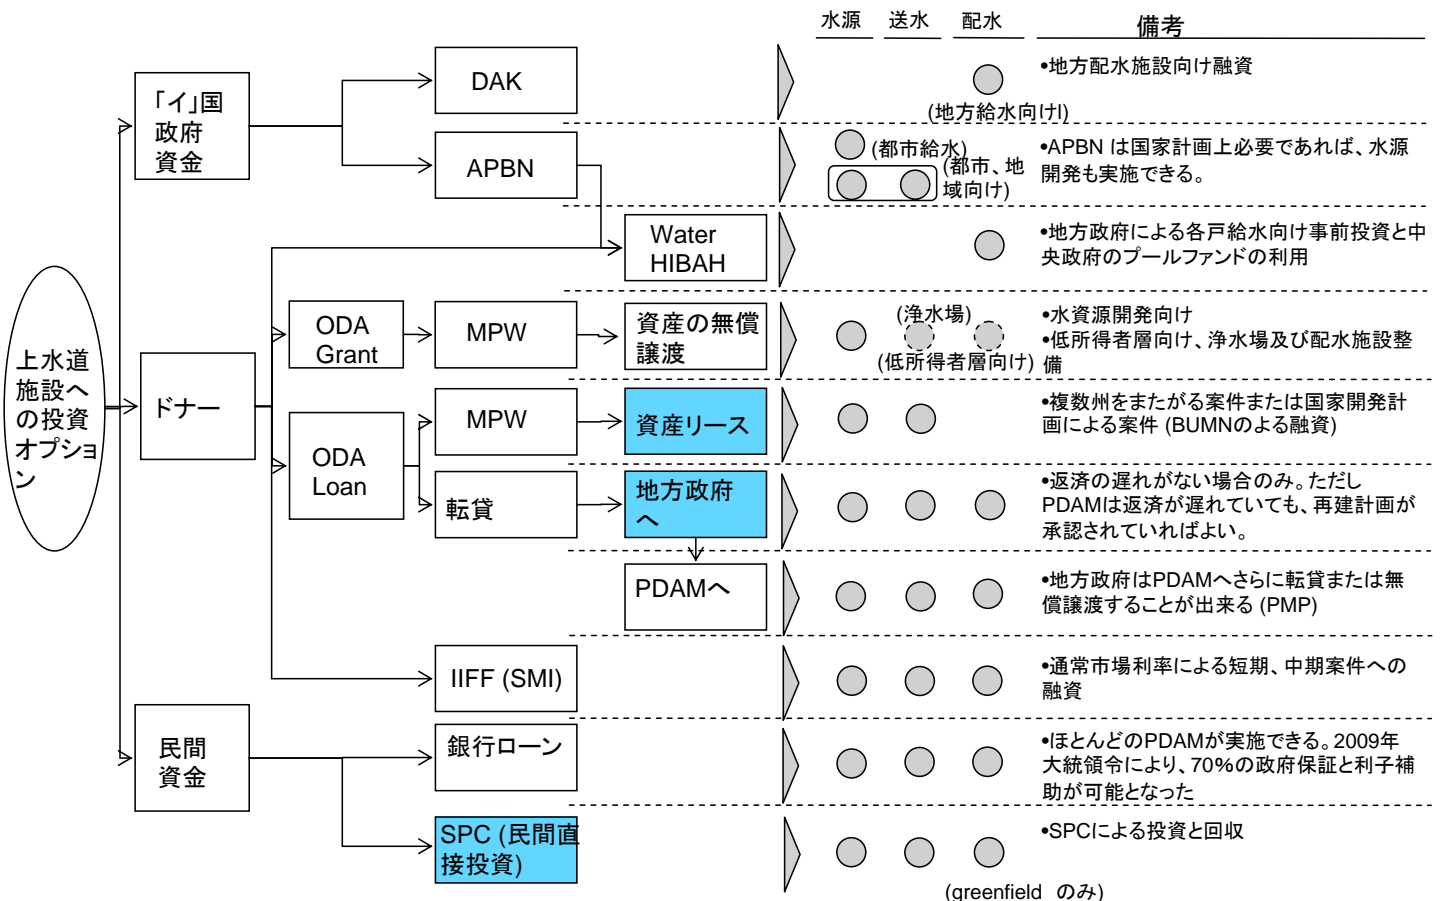 水源 送水 配水 備考
上水道
施設へ
の投資
オプショ
ン
「イ」国
政府
資金
DAK
•地方配水施設向け融資
(地方給水向けl)
APBN
(都市給水)
(都市、地
域向け)
•APBN は国家計画上必要であれば、水源
開発も実施できる。
Water
HIBAH
•地方政府による各戸給水向け事前投資と中
央政府のプールファンドの利用
ドナー
ODA
Grant
MPW
資産の無償
譲渡
(浄水場)
(低所得者層向け)
•水資源開発向け
•低所得者層向け、浄水場及び配水施設整
備
ODA
Loan
MPW
資産リース
•複数州をまたがる案件または国家開発計
画による案件 (BUMNのよる融資)
転貸
地方政府
へ
•返済の遅れがない場合のみ。ただし
PDAMは返済が遅れていても、再建計画が
承認されていればよい。
PDAMへ
•地方政府はPDAMへさらに転貸または無
償譲渡することが出来る (PMP)
IIFF (SMI)
•通常市場利率による短期、中期案件への
融資
民間
資金
銀行ローン
•ほとんどのPDAMが実施できる。2009年
大統領令により、70%の政府保証と利子補
助が可能となった
SPC (民間直
接投資)
•SPCによる投資と回収
(greenfield のみ)